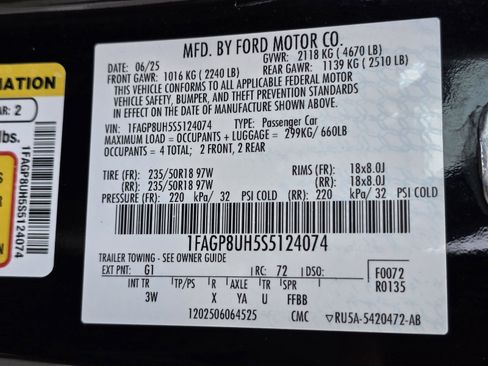 MFD. BY FORD MOTOR CO.
DATE: 06/25 GVWR: 2118 KG ( 4670 LB)
FRONT GAWR: 1016 KG ( 2240 LB) REAR GAWR: 1139 KG ( 2510 LB)
THIS VEHICLE CONFORMS TO ALL APPLICABLE FEDERAL MOTOR
VEHICLE SAFETY, BUMPER, AND THEFT PREVENTION STANDARDS
IN EFFECT ON THE DATE OF MANUFACTURE SHOWN ABOVE.
VIN: 1FAGP8UH5S5124074 TYPE: Passenger Car
MAXIMUM LOAD = OCCUPANTS + LUGGAGE = 299KG/ 660LB
OCCUPANTS = 4 TOTAL; 2 FRONT, 2 REAR
TIRE (FR): 235/50R18 97W RIMS (FR): 18x8.0J
(RR): 235/50R18 97W (RR): 18x8.0J
PRESSURE (FR): 220 kPa/ 32 PSI COLD (RR): 220 kPa/ 32 PSI COLD
1FAGP8UH5S5124074
TRAILER TOWING - SEE OWNER GUIDE
EXT PNT: G1 RC: 72 DSO: F0072
INT TR TP/PS R AXLE TR SPR R0135
3W X YA U FFBB
1202506064525 CMC ▽RU5A-5420472-AB
MATION
AR: 2
lbs.
1FAGP8UH5S5124074